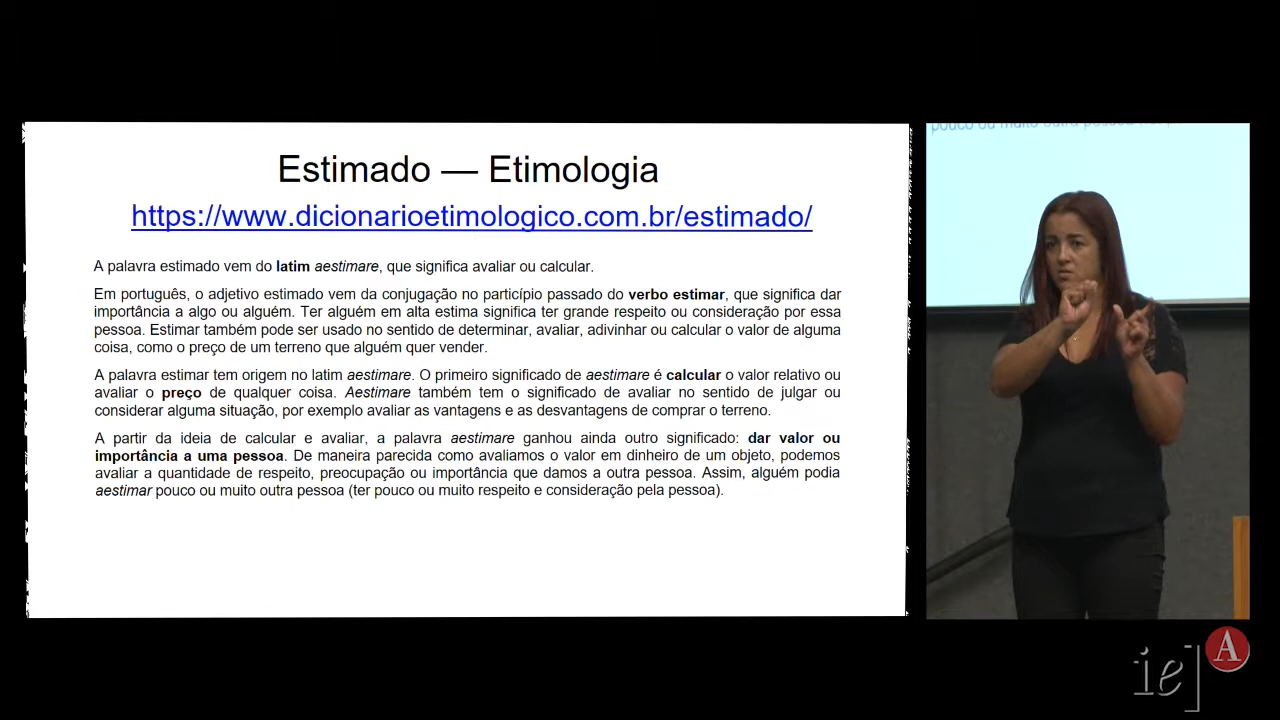 Estimado — Etimologia
https://www.dicionarioetimologico.com.br/estimado/
A palavra estimado vem do latim aestimare, que significa avaliar ou calcular.
Em português, o adjetivo estimado vem da conjugação no particípio passado do verbo estimar, que significa dar
importância a algo ou alguém. Ter alguém em alta estima significa ter grande respeito ou consideração por essa
pessoa. Estimar também pode ser usado no sentido de determinar, avaliar, adivinhar ou calcular o valor de alguma
coisa, como o preço de um terreno que alguém quer vender.
A palavra estimar tem origem no latim aestimare. O primeiro significado de aestimare é calcular o valor relativo ou
avaliar o preço de qualquer coisa. Aestimare também tem o significado de avaliar no sentido de julgar ou
considerar alguma situação, por exemplo avaliar as vantagens e as desvantagens de comprar o terreno.
A partir da ideia de calcular e avaliar, a palavra aestimare ganhou ainda outro significado: dar valor ou
importância a uma pessoa. De maneira parecida como avaliamos o valor em dinheiro de um objeto, podemos
avaliar a quantidade de respeito, preocupação ou importância que damos a outra pessoa. Assim, alguém podia
aestimar pouco ou muito outra pessoa (ter pouco ou muito respeito e consideração pela pessoa).
pouco ou muito outra pessoa
ie] A